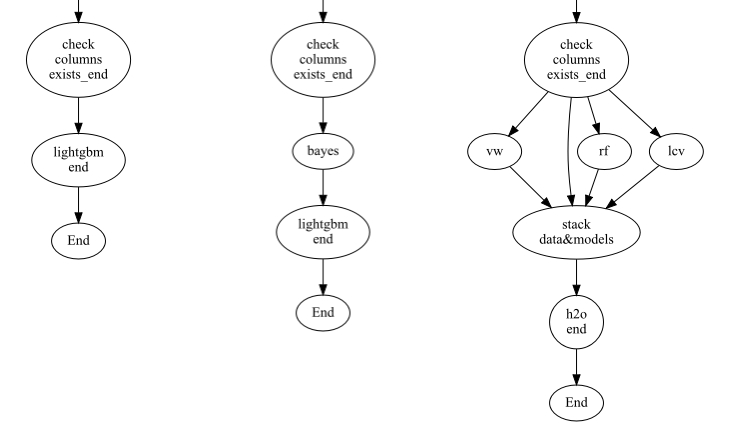 check
columns
exists_end
lightgbm
end
End
check
columns
exists_end
bayes
lightgbm
end
End
check
columns
exists_end
vw
rf
lcv
stack
data&models
h2o
end
End